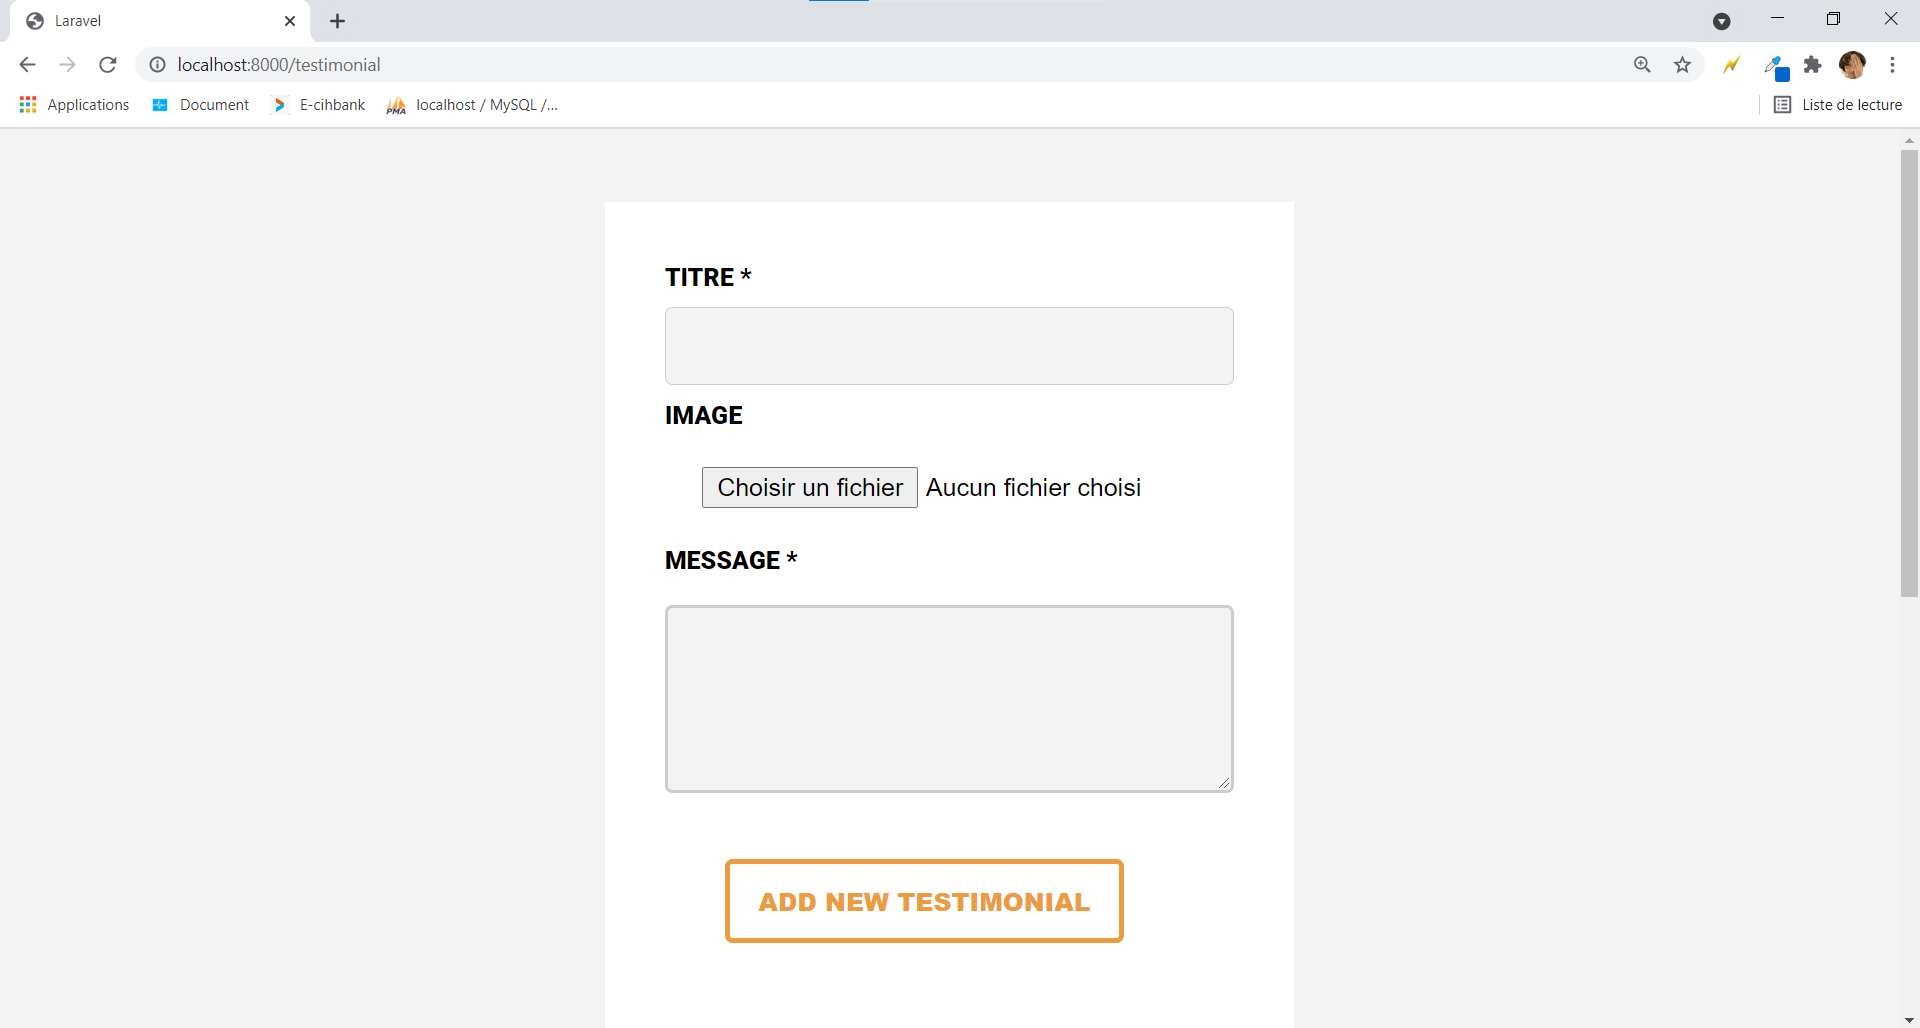 Laravel
localhost:8000/testimonial
Applications Document E-cihbank PMA localhost / MySQL /... Liste de lecture
TITRE *
IMAGE
Choisir un fichier Aucun fichier choisi
MESSAGE *
ADD NEW TESTIMONIAL